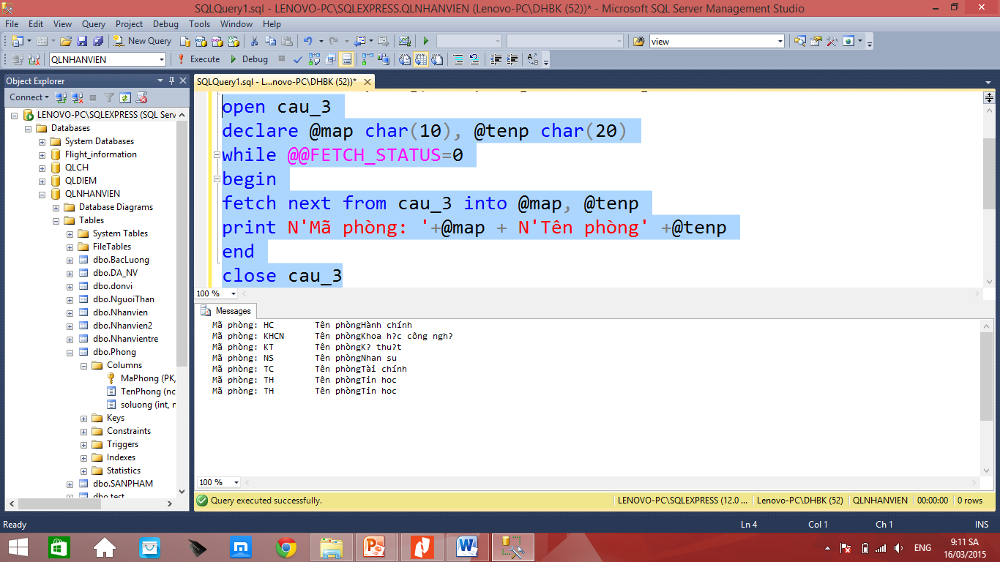 SQLQuery1.sql - LENOVO-PC\SQLEXPRESS.QLNHANVIEN (Lenovo-PC\DHBK (52))* - Microsoft SQL Server Management Studio
File Edit View Query Project Debug Tools Window Help
New Query view
QLNHANVIEN Execute Debug
Object Explorer
Connect
LENOVO-PC\SQLEXPRESS (SQL Serv
Databases
System Databases
Flight_information
QLCH
QLDIEM
QLNHANVIEN
Database Diagrams
Tables
System Tables
FileTables
dbo.BacLuong
dbo.DA_NV
dbo.donvi
dbo.NguoiThan
dbo.Nhanvien
dbo.Nhanvien2
dbo.Nhanvientre
dbo.Phong
Columns
MaPhong (PK,
TenPhong (nc
soluong (int, n
Keys
Constraints
Triggers
Indexes
Statistics
dbo.SANPHAM
dbo.test
SQLQuery1.sql - L...novo-PC\DHBK (52))*
open cau_3
declare @map char(10), @tenp char(20)
while @@FETCH_STATUS=0
begin
fetch next from cau_3 into @map, @tenp
print N'Mã phòng: '+@map + N'Tên phòng' +@tenp
end
close cau_3
100 %
Messages
Mã phòng: HC Tên phòngHành chính
Mã phòng: KHCN Tên phòngKhoa h?c công ngh?
Mã phòng: KT Tên phòngK? thu?t
Mã phòng: NS Tên phòngNhan su
Mã phòng: TC Tên phòngTài chính
Mã phòng: TH Tên phòngTin hoc
Mã phòng: TH Tên phòngTin hoc
100 %
Query executed successfully. LENOVO-PC\SQLEXPRESS (12.0 ... Lenovo-PC\DHBK (52) QLNHANVIEN 00:00:00 0 rows
Ready Ln 4 Col 1 Ch 1 INS
ENG 9:11 SA
16/03/2015